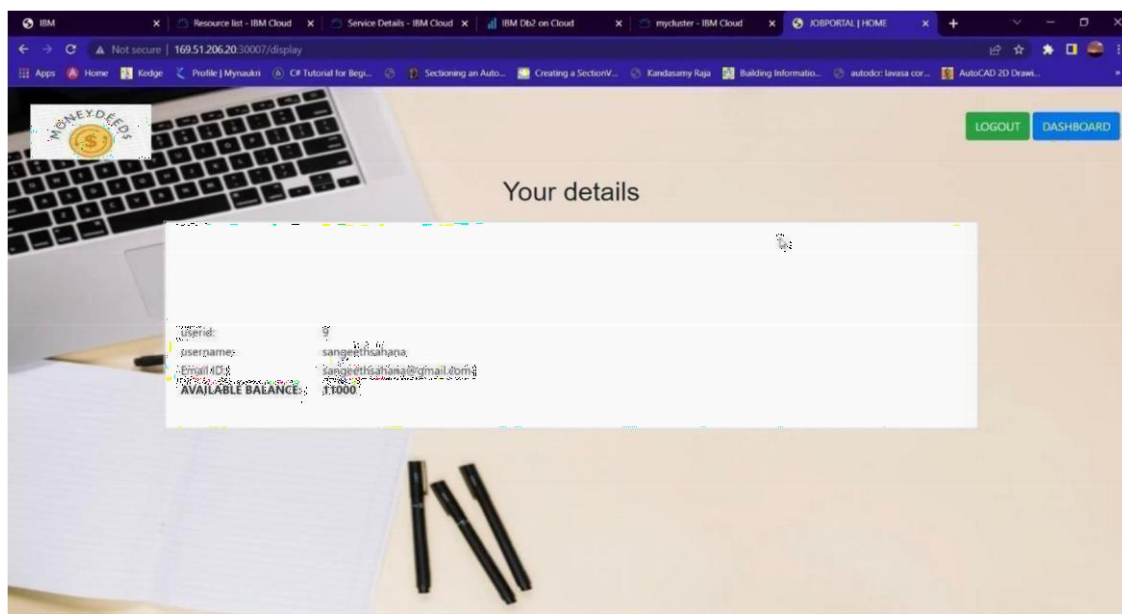 IBM
Resource list - IBM Cloud
Service Details - IBM Cloud
IBM Db2 on Cloud
mycluster - IBM Cloud
JOBPORTAL | HOME
Not secure | 169.51.206.20:30007/display
Apps
Home
Kedge
Profile | Mynaukri
C# Tutorial for Begi...
Sectioning an Auto...
Creating a SectionV...
Kandasamy Raja
Building Informatio...
autodcr: lavasa cor...
AutoCAD 2D Drawi...
»
MONEYDEEDS
$
LOGOUT
DASHBOARD
Your details
userid: 9
username: sangeethsahana
Email ID: sangeethsahana@gmail.com
AVAILABLE BALANCE: 11000